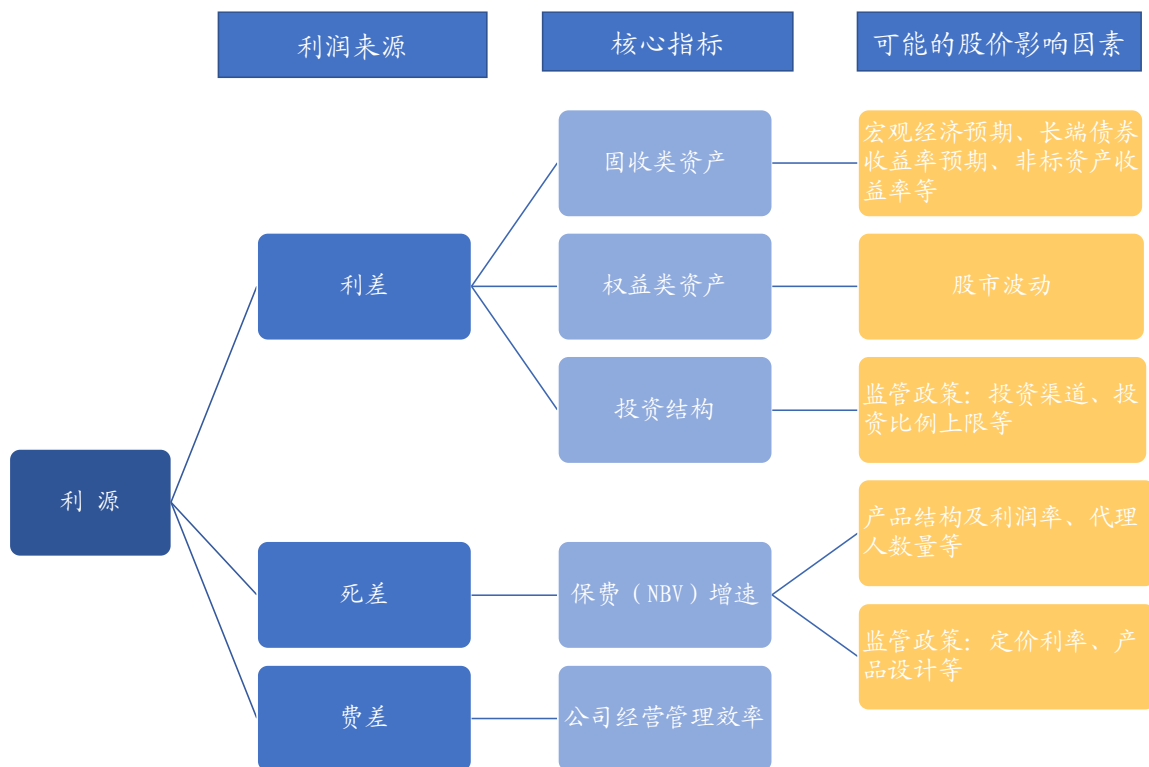 利润来源
核心指标
可能的股价影响因素
宏观经济预期、长端债券
收益率预期、非标资产收
益率等
固收类资产
利差
权益类资产
股市波动
投资结构
监管政策：投资渠道、投
资比例上限等
利 源
产品结构及利润率、代理
人数量等
死差
保费（NBV）增速
监管政策：定价利率、产
品设计等
费差
公司经营管理效率